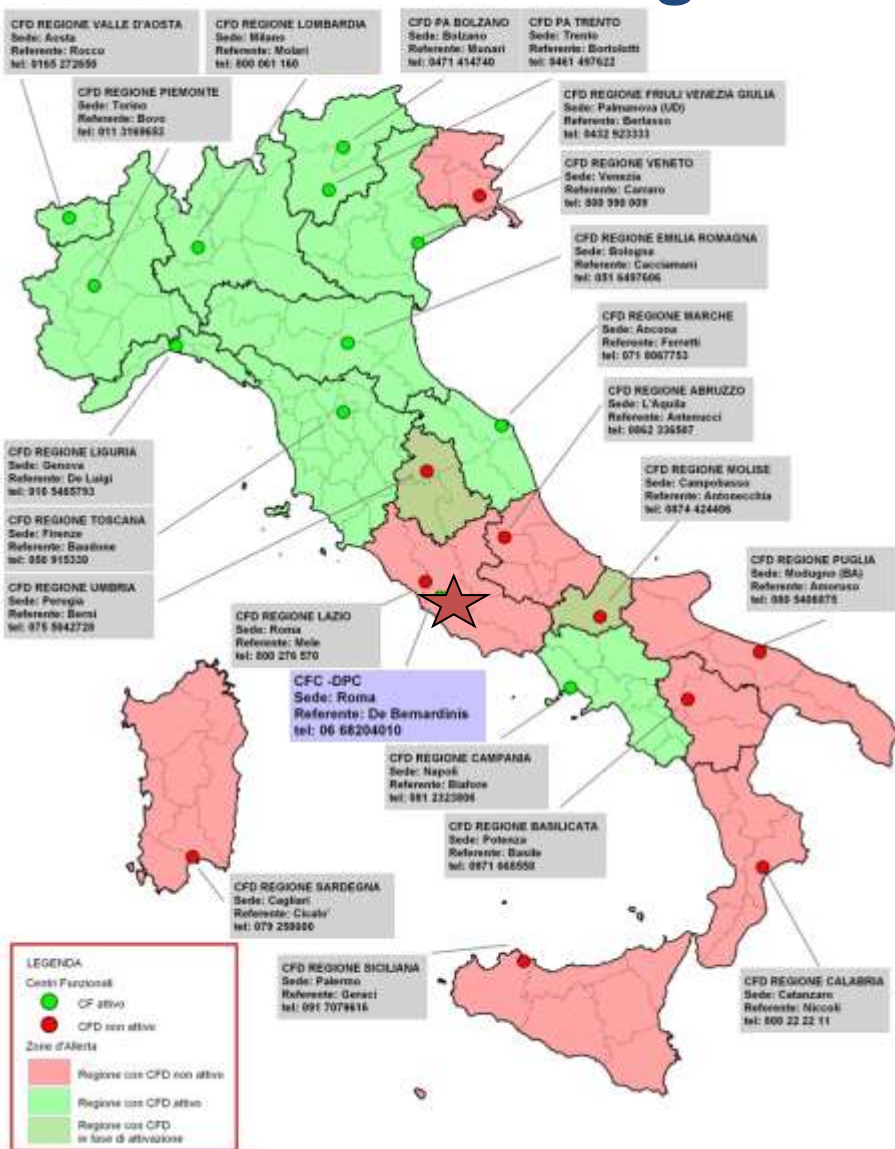 CFD REGIONE VALLE D'AOSTA
Sede: Aosta
Referente: Rocco
tel: 0165 272650
CFD REGIONE LOMBARDIA
Sede: Milano
Referente: Molari
tel: 800 061 160
CFD PA BOLZANO
Sede: Bolzano
Referente: Munari
tel: 0471 414740
CFD PA TRENTO
Sede: Trento
Referente: Bortolotti
tel: 0461 497622
CFD REGIONE PIEMONTE
Sede: Torino
Referente: Bovo
tel: 011 3169653
CFD REGIONE FRIULI VENEZIA GIULIA
Sede: Palmanova (UD)
Referente: Berlasso
tel: 0432 923333
CFD REGIONE VENETO
Sede: Venezia
Referente: Carraro
tel: 800 990 009
CFD REGIONE EMILIA ROMAGNA
Sede: Bologna
Referente: Cacciamani
tel: 051 6497606
CFD REGIONE MARCHE
Sede: Ancona
Referente: Ferretti
tel: 071 8067753
CFD REGIONE ABRUZZO
Sede: L'Aquila
Referente: Antenucci
tel: 0862 336507
CFD REGIONE LIGURIA
Sede: Genova
Referente: De Luigi
tel: 010 5485793
CFD REGIONE MOLISE
Sede: Campobasso
Referente: Antonecchia
tel: 0874 424406
CFD REGIONE TOSCANA
Sede: Firenze
Referente: Baudone
tel: 050 915330
CFD REGIONE PUGLIA
Sede: Modugno (BA)
Referente: Amoruso
tel: 080 5406875
CFD REGIONE UMBRIA
Sede: Perugia
Referente: Berni
tel: 075 5042728
CFD REGIONE LAZIO
Sede: Roma
Referente: Mele
tel: 800 276 570
CFC -DPC
Sede: Roma
Referente: De Bernardinis
tel: 06 68204010
CFD REGIONE CAMPANIA
Sede: Napoli
Referente: Biafore
tel: 081 2323806
CFD REGIONE BASILICATA
Sede: Potenza
Referente: Basile
tel: 0971 668558
CFD REGIONE SARDEGNA
Sede: Cagliari
Referente: Cicalo'
tel: 079 258600
CFD REGIONE SICILIANA
Sede: Palermo
Referente: Geraci
tel: 091 7079616
CFD REGIONE CALABRIA
Sede: Catanzaro
Referente: Niccoli
tel: 800 22 22 11
LEGENDA
Centri Funzionali
CF attivo
CFD non attivo
Zone d'Allerta
Regione con CFD non attivo
Regione con CFD attivo
Regione con CFD
in fase di attivazione